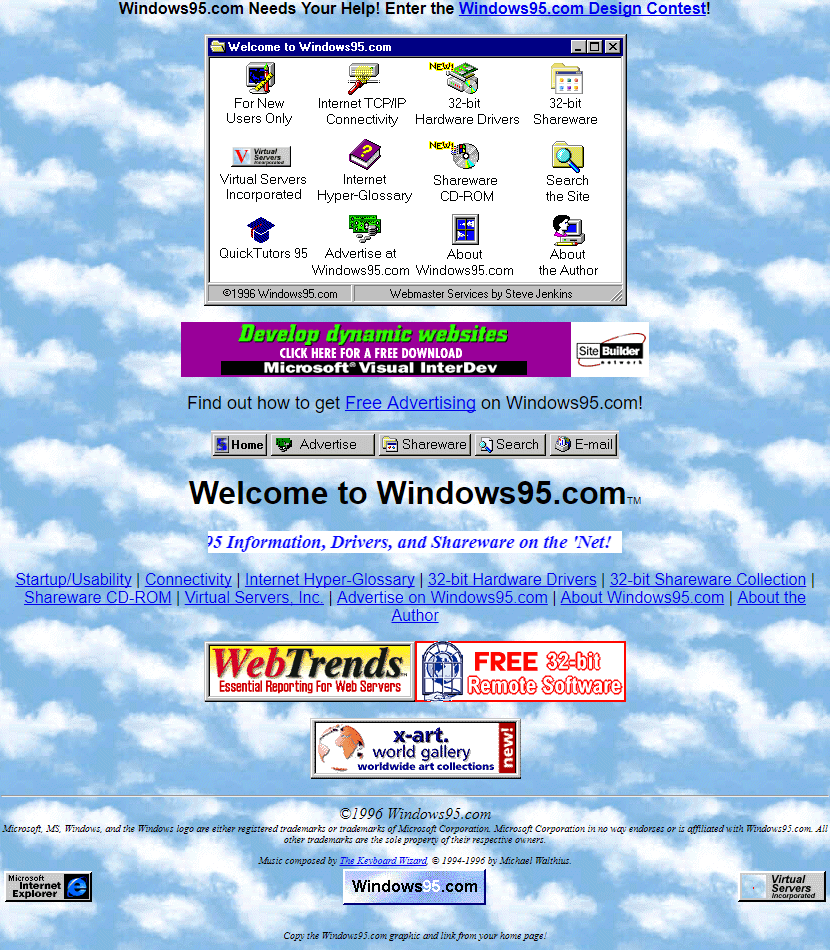 Windows95.com Needs Your Help! Enter the Windows95.com Design Contest!
Welcome to Windows95.com
For New
Users Only
Internet TCP/IP
Connectivity
NEW!
32-bit
Hardware Drivers
32-bit
Shareware
V Virtual
Servers
Incorporated
Virtual Servers
Incorporated
Internet
Hyper-Glossary
NEW!
Shareware
CD-ROM
Search
the Site
QuickTutors 95
Advertise at
Windows95.com
About
Windows95.com
About
the Author
©1996 Windows95.com
Webmaster Services by Steve Jenkins
Develop dynamic websites
CLICK HERE FOR A FREE DOWNLOAD
Microsoft® Visual InterDev
Site Builder
network
Find out how to get Free Advertising on Windows95.com!
Home Advertise Shareware Search E-mail
Welcome to Windows95.com TM
95 Information, Drivers, and Shareware on the 'Net!
Startup/Usability | Connectivity | Internet Hyper-Glossary | 32-bit Hardware Drivers | 32-bit Shareware Collection |
Shareware CD-ROM | Virtual Servers, Inc. | Advertise on Windows95.com | About Windows95.com | About the
Author
WebTrends TM
Essential Reporting For Web Servers
FREE 32-bit
Remote Software
x-art.
world gallery
worldwide art collections
new!
©1996 Windows95.com
Microsoft, MS, Windows, and the Windows logo are either registered trademarks or trademarks of Microsoft Corporation. Microsoft Corporation in no way endorses or is affiliated with Windows95.com. All
other trademarks are the sole property of their respective owners.
Music composed by The Keyboard Wizard, © 1994-1996 by Michael Walthius.
Microsoft
Internet
Explorer
Windows95.com
Virtual
Servers
Incorporated
Copy the Windows95.com graphic and link from your home page!